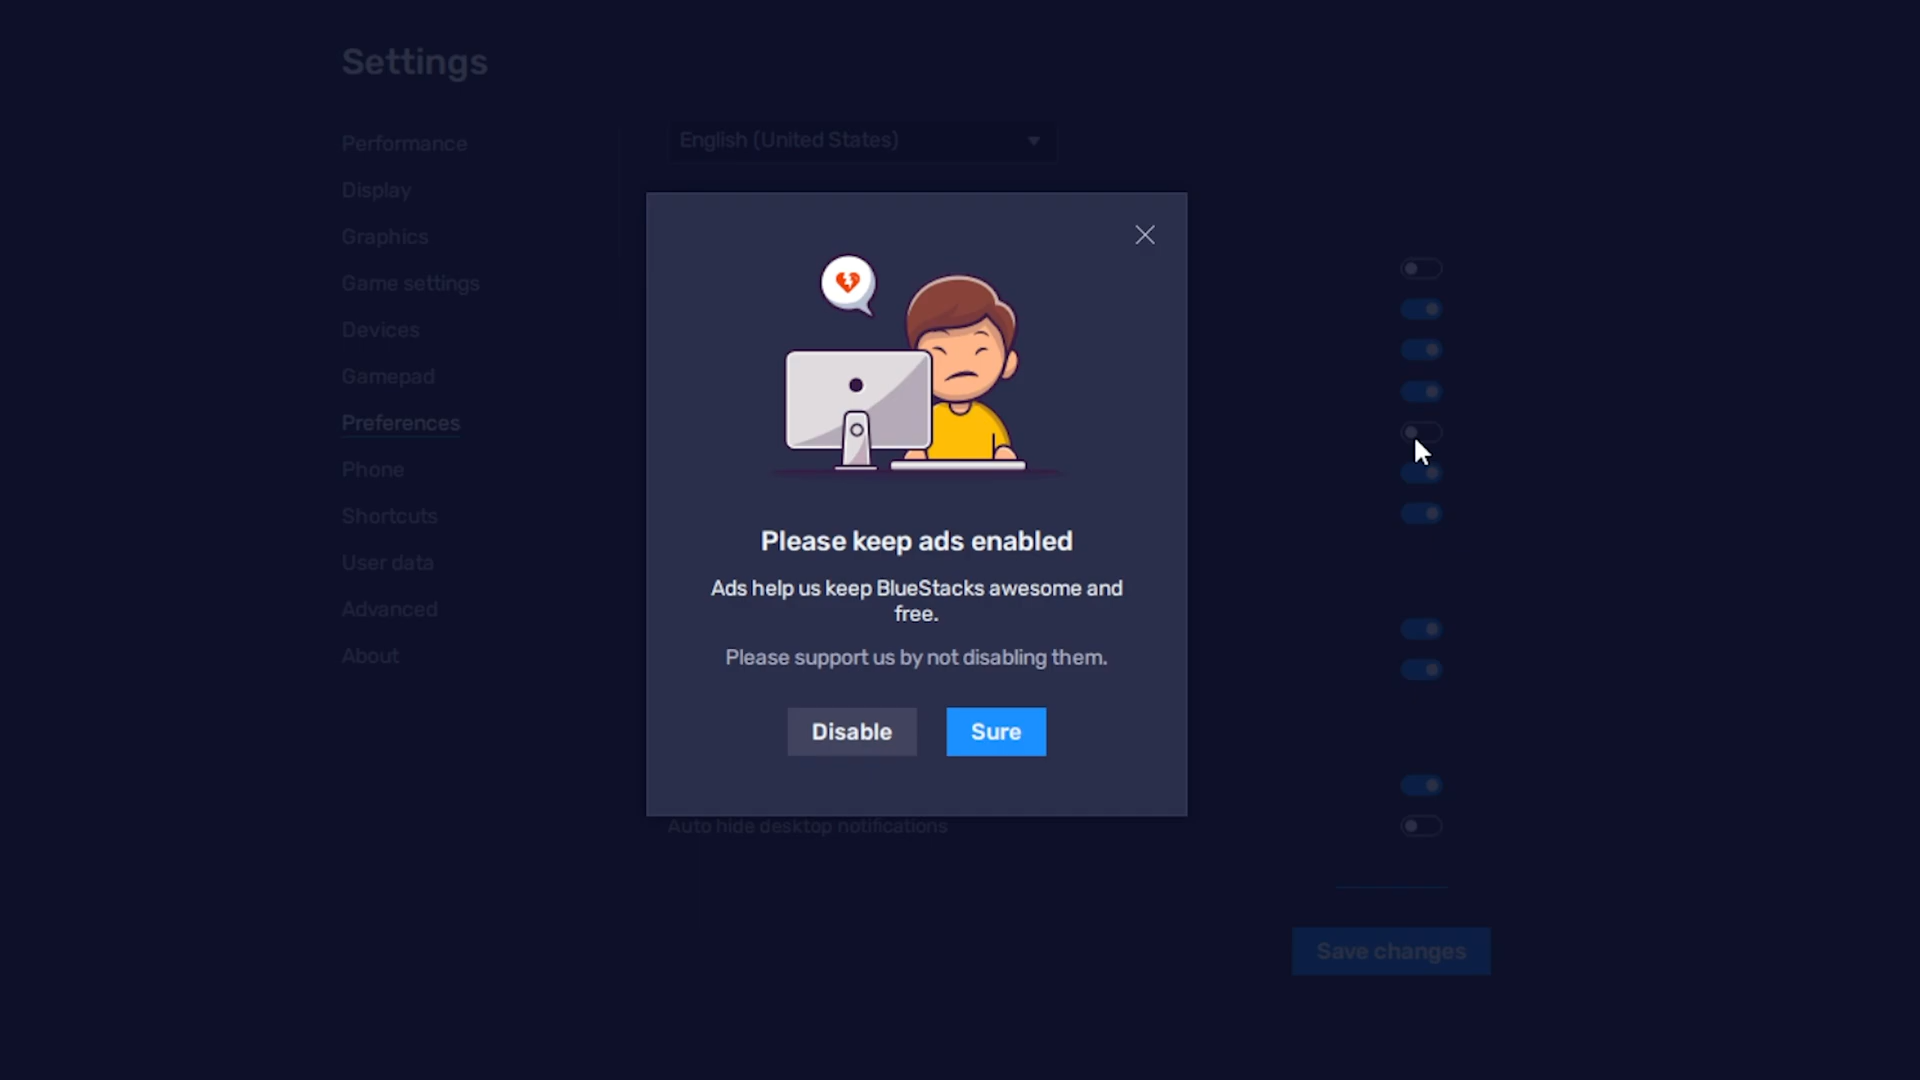 Settings
Performance
Display
Graphics
Game settings
Devices
Gamepad
Preferences
Phone
Shortcuts
User data
Advanced
About
English (United States)
Please keep ads enabled
Ads help us keep BlueStacks awesome and
free.
Please support us by not disabling them.
Disable
Sure
Auto hide desktop notifications
Save changes